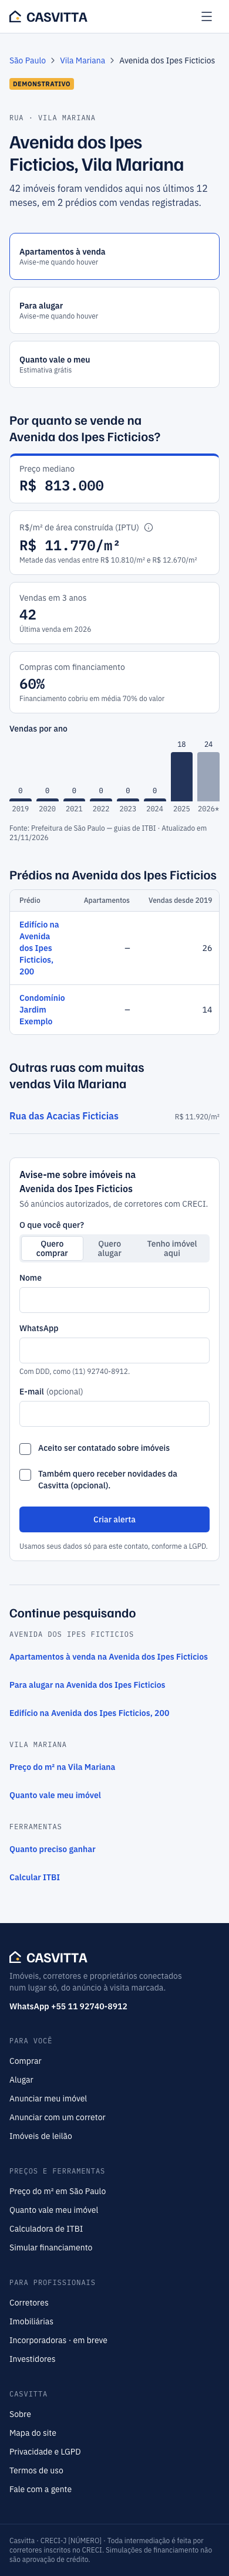 CASVITTA
São Paulo > Vila Mariana > Avenida dos Ipes Ficticios
DEMONSTRATIVO
RUA · VILA MARIANA
Avenida dos Ipes
Ficticios, Vila Mariana
42 imóveis foram vendidos aqui nos últimos 12
meses, em 2 prédios com vendas registradas.
Apartamentos à venda
Avise-me quando houver
Para alugar
Avise-me quando houver
Quanto vale o meu
Estimativa grátis
Por quanto se vende na
Avenida dos Ipes Ficticios?
Preço mediano
R$ 813.000
R$/m² de área construída (IPTU)
R$ 11.770/m²
Metade das vendas entre R$ 10.810/m² e R$ 12.670/m²
Vendas em 3 anos
42
Última venda em 2026
Compras com financiamento
60%
Financiamento cobriu em média 70% do valor
Vendas por ano
0 0 0 0 0 0 18 24
2019 2020 2021 2022 2023 2024 2025 2026+
Fonte: Prefeitura de São Paulo — guias de ITBI · Atualizado em
21/11/2026
Prédios na Avenida dos Ipes Ficticios
Prédio Apartamentos Vendas desde 2019
Edifício na
Avenida
dos Ipes
Ficticios,
200
— 26
Condomínio
Jardim
Exemplo
— 14
Outras ruas com muitas
vendas Vila Mariana
Rua das Acacias Ficticias R$ 11.920/m²
Avise-me sobre imóveis na
Avenida dos Ipes Ficticios
Só anúncios autorizados, de corretores com CRECI.
O que você quer?
Quero comprar
Quero alugar
Tenho imóvel aqui
Nome
WhatsApp
Com DDD, como (11) 92740-8912.
E-mail (opcional)
Aceito ser contatado sobre imóveis
Também quero receber novidades da
Casvitta (opcional).
Criar alerta
Usamos seus dados só para este contato, conforme a LGPD.
Continue pesquisando
AVENIDA DOS IPES FICTICIOS
Apartamentos à venda na Avenida dos Ipes Ficticios
Para alugar na Avenida dos Ipes Ficticios
Edifício na Avenida dos Ipes Ficticios, 200
VILA MARIANA
Preço do m² na Vila Mariana
Quanto vale meu imóvel
FERRAMENTAS
Quanto preciso ganhar
Calcular ITBI
CASVITTA
Imóveis, corretores e proprietários conectados
num lugar só, do anúncio à visita marcada.
WhatsApp +55 11 92740-8912
PARA VOCÊ
Comprar
Alugar
Anunciar meu imóvel
Anunciar com um corretor
Imóveis de leilão
PREÇOS E FERRAMENTAS
Preço do m² em São Paulo
Quanto vale meu imóvel
Calculadora de ITBI
Simular financiamento
PARA PROFISSIONAIS
Corretores
Imobiliárias
Incorporadoras · em breve
Investidores
CASVITTA
Sobre
Mapa do site
Privacidade e LGPD
Termos de uso
Fale com a gente
Casvitta · CRECI-J [NÚMERO] · Toda intermediação é feita por
corretores inscritos no CRECI. Simulações de financiamento não
são aprovação de crédito.